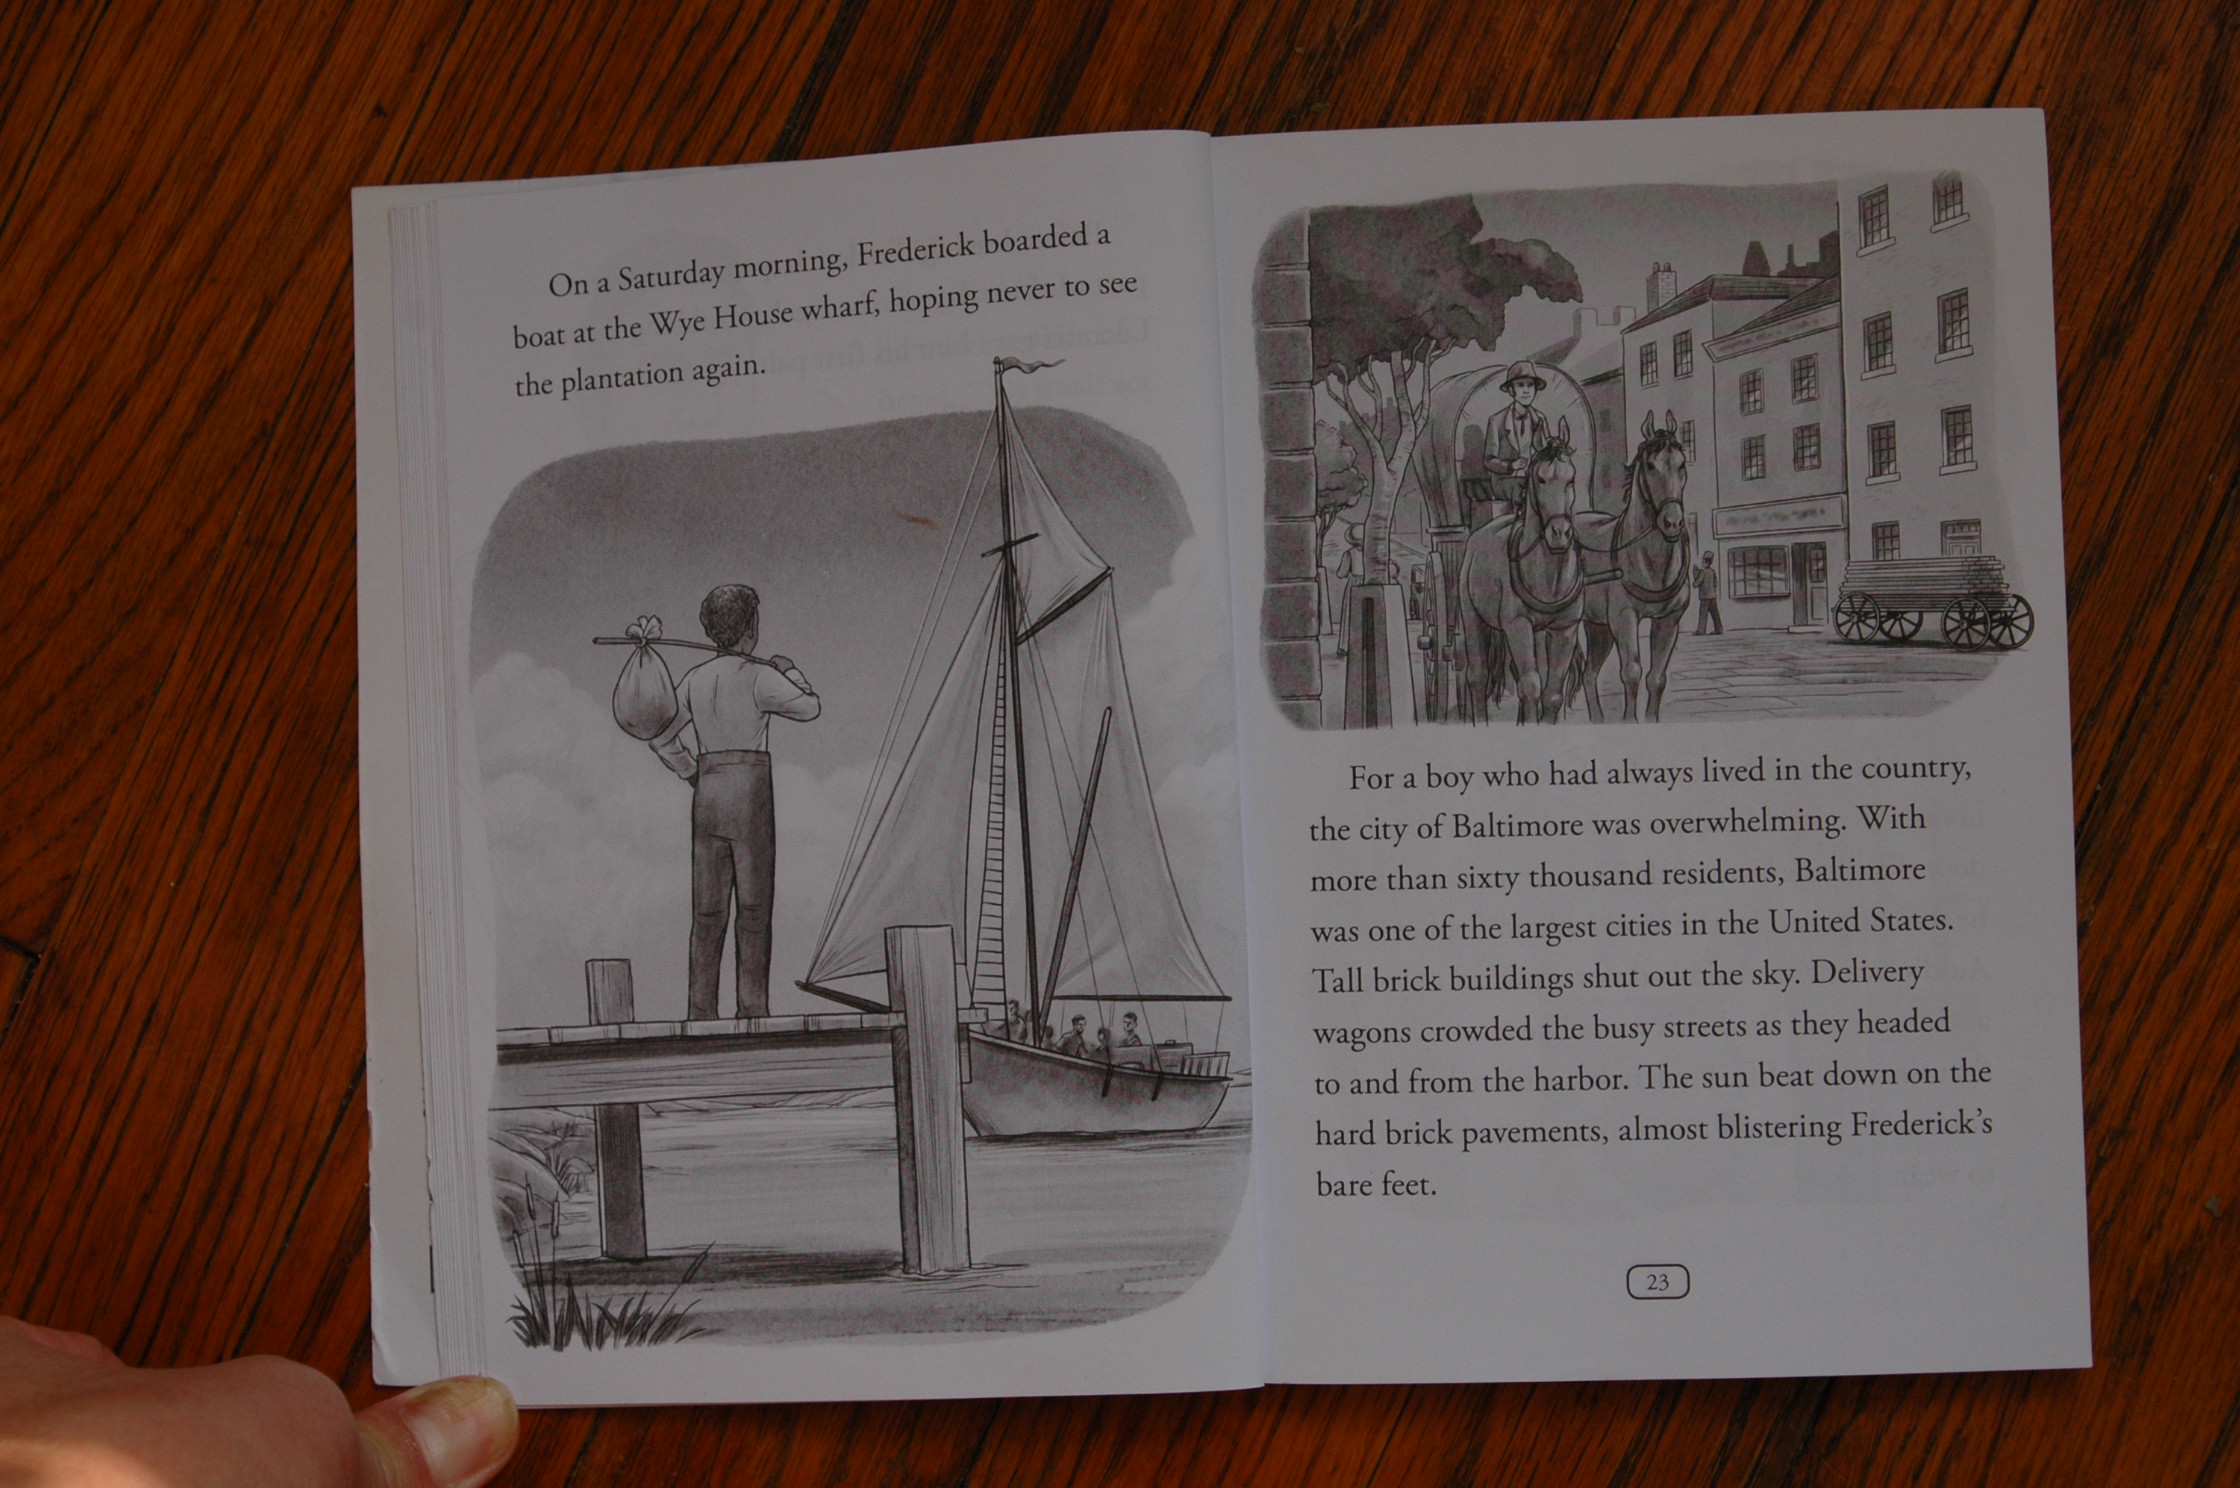 On a Saturday morning, Frederick boarded a
boat at the Wye House wharf, hoping never to see
the plantation again.
For a boy who had always lived in the country,
the city of Baltimore was overwhelming. With
more than sixty thousand residents, Baltimore
was one of the largest cities in the United States.
Tall brick buildings shut out the sky. Delivery
wagons crowded the busy streets as they headed
to and from the harbor. The sun beat down on the
hard brick pavements, almost blistering Frederick's
bare feet.
23